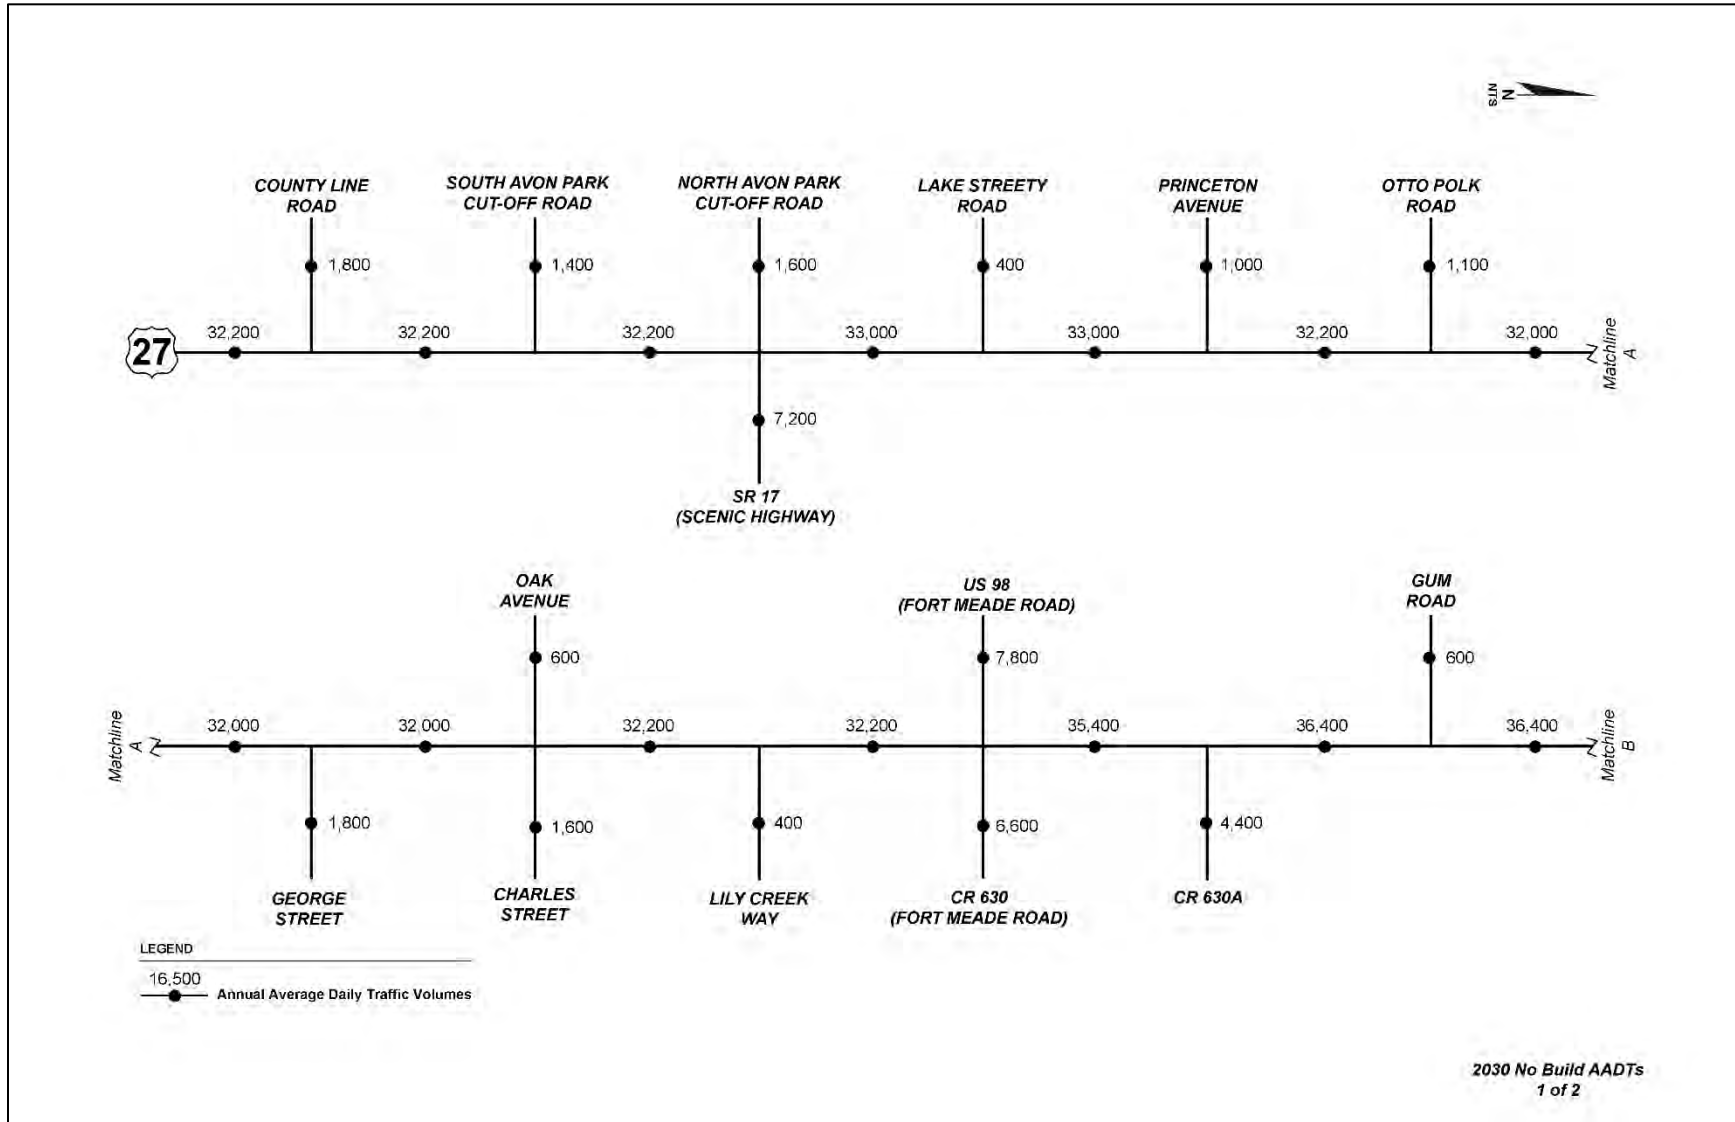 NTS
N
COUNTY LINE
ROAD
SOUTH AVON PARK
CUT-OFF ROAD
NORTH AVON PARK
CUT-OFF ROAD
LAKE STREETY
ROAD
PRINCETON
AVENUE
OTTO POLK
ROAD
1,800
1,400
1,600
400
1,000
1,100
27
32,200
32,200
32,200
33,000
33,000
32,200
32,000
Matchline
A
7,200
SR 17
(SCENIC HIGHWAY)
OAK
AVENUE
US 98
(FORT MEADE ROAD)
GUM
ROAD
600
7,800
600
Matchline
A
32,000
32,000
32,200
32,200
35,400
36,400
36,400
Matchline
B
1,800
1,600
400
6,600
4,400
GEORGE
STREET
CHARLES
STREET
LILY CREEK
WAY
CR 630
(FORT MEADE ROAD)
CR 630A
LEGEND
16,500
Annual Average Daily Traffic Volumes
2030 No Build AADTs
1 of 2